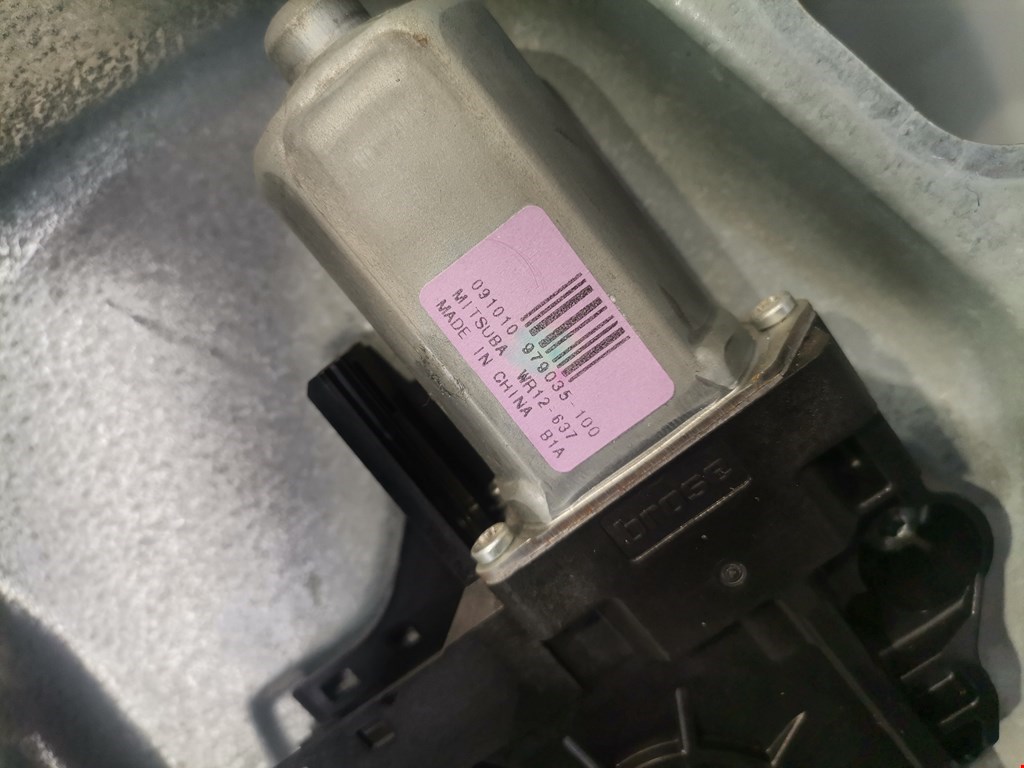 091010 979035-100
MITSUBA WR12-637
MADE IN CHINA B1A
brose